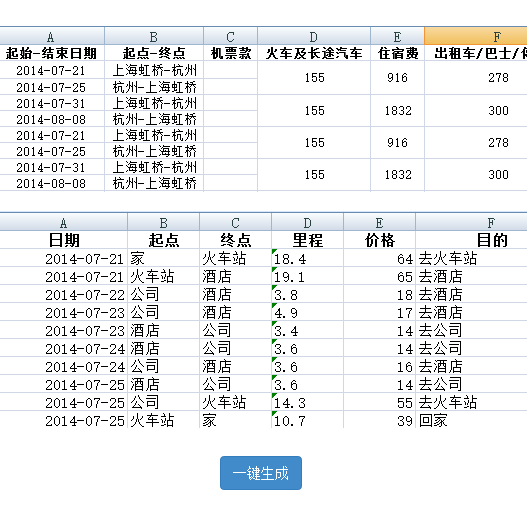 A B C D E F
起始-结束日期 起点-终点 机票款 火车及长途汽车 住宿费 出租车/巴士/
2014-07-21 上海虹桥-杭州 155 916 278
2014-07-25 杭州-上海虹桥
2014-07-31 上海虹桥-杭州 155 1832 300
2014-08-08 杭州-上海虹桥
2014-07-21 上海虹桥-杭州 155 916 278
2014-07-25 杭州-上海虹桥
2014-07-31 上海虹桥-杭州 155 1832 300
2014-08-08 杭州-上海虹桥
A B C D E F
日期 起点 终点 里程 价格 目的
2014-07-21 家 火车站 18.4 64 去火车站
2014-07-21 火车站 酒店 19.1 65 去酒店
2014-07-22 公司 酒店 3.8 18 去酒店
2014-07-23 公司 酒店 4.9 17 去酒店
2014-07-23 酒店 公司 3.4 14 去公司
2014-07-24 酒店 公司 3.6 14 去公司
2014-07-24 公司 酒店 3.6 16 去酒店
2014-07-25 酒店 公司 3.6 14 去公司
2014-07-25 公司 火车站 14.3 55 去火车站
2014-07-25 火车站 家 10.7 39 回家
一键生成